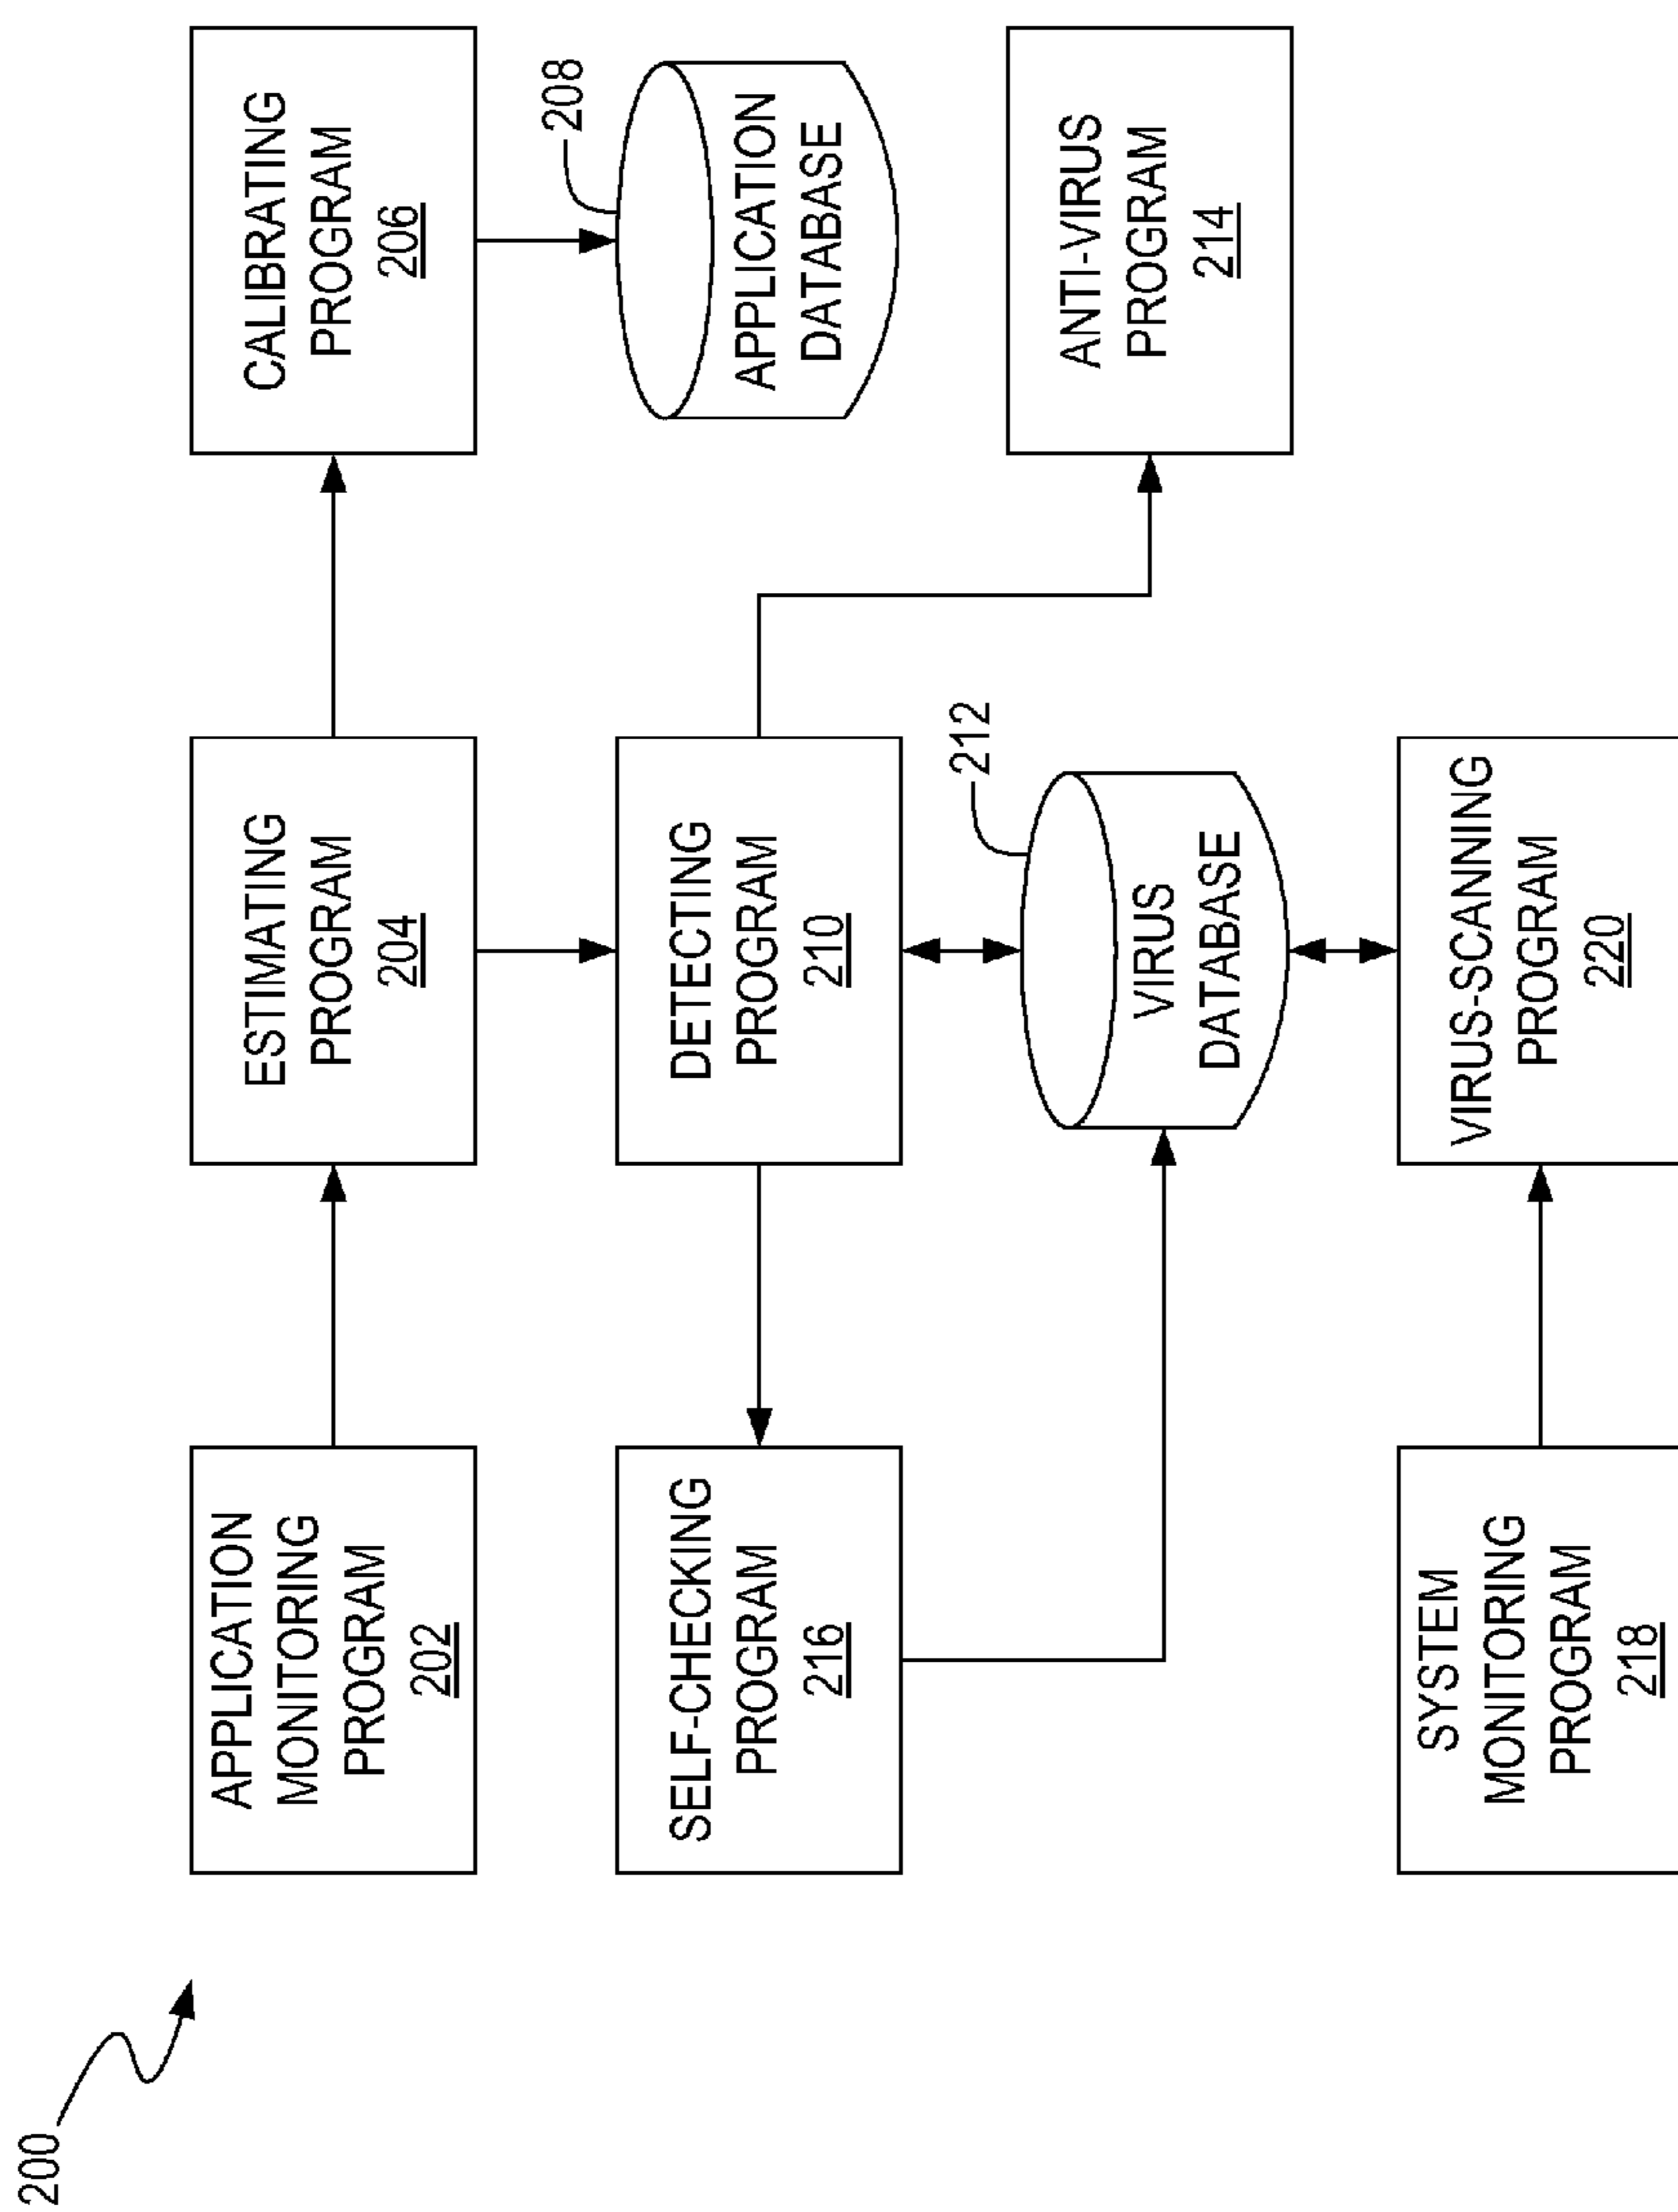 200
APPLICATION
MONITORING
PROGRAM
202
ESTIMATING
PROGRAM
204
CALIBRATING
PROGRAM
206
SELF-CHECKING
PROGRAM
216
DETECTING
PROGRAM
210
208
APPLICATION
DATABASE
212
VIRUS
DATABASE
ANTI-VIRUS
PROGRAM
214
SYSTEM
MONITORING
PROGRAM
218
VIRUS-SCANNING
PROGRAM
220